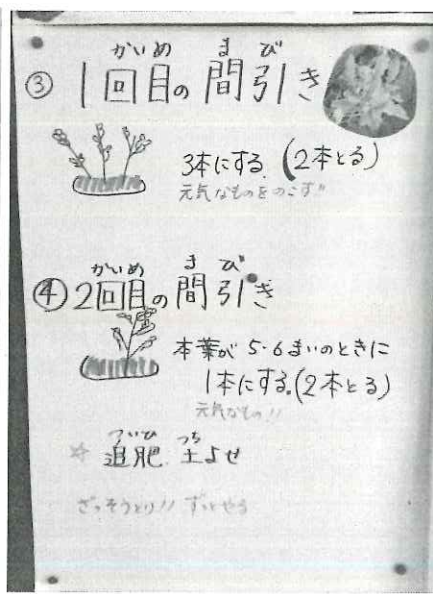 かいめ ま び
③ 1回目の間引き
3本にする。(2本とる)
元気なものをのこす!!
かいめ ま び
④ 2回目の間引き
本葉が5・6まいのときに
1本にする。(2本とる)
元気なもの!!
ついひ つち
☆ 追肥 土よせ
ざっそうとり!! ずっとやる